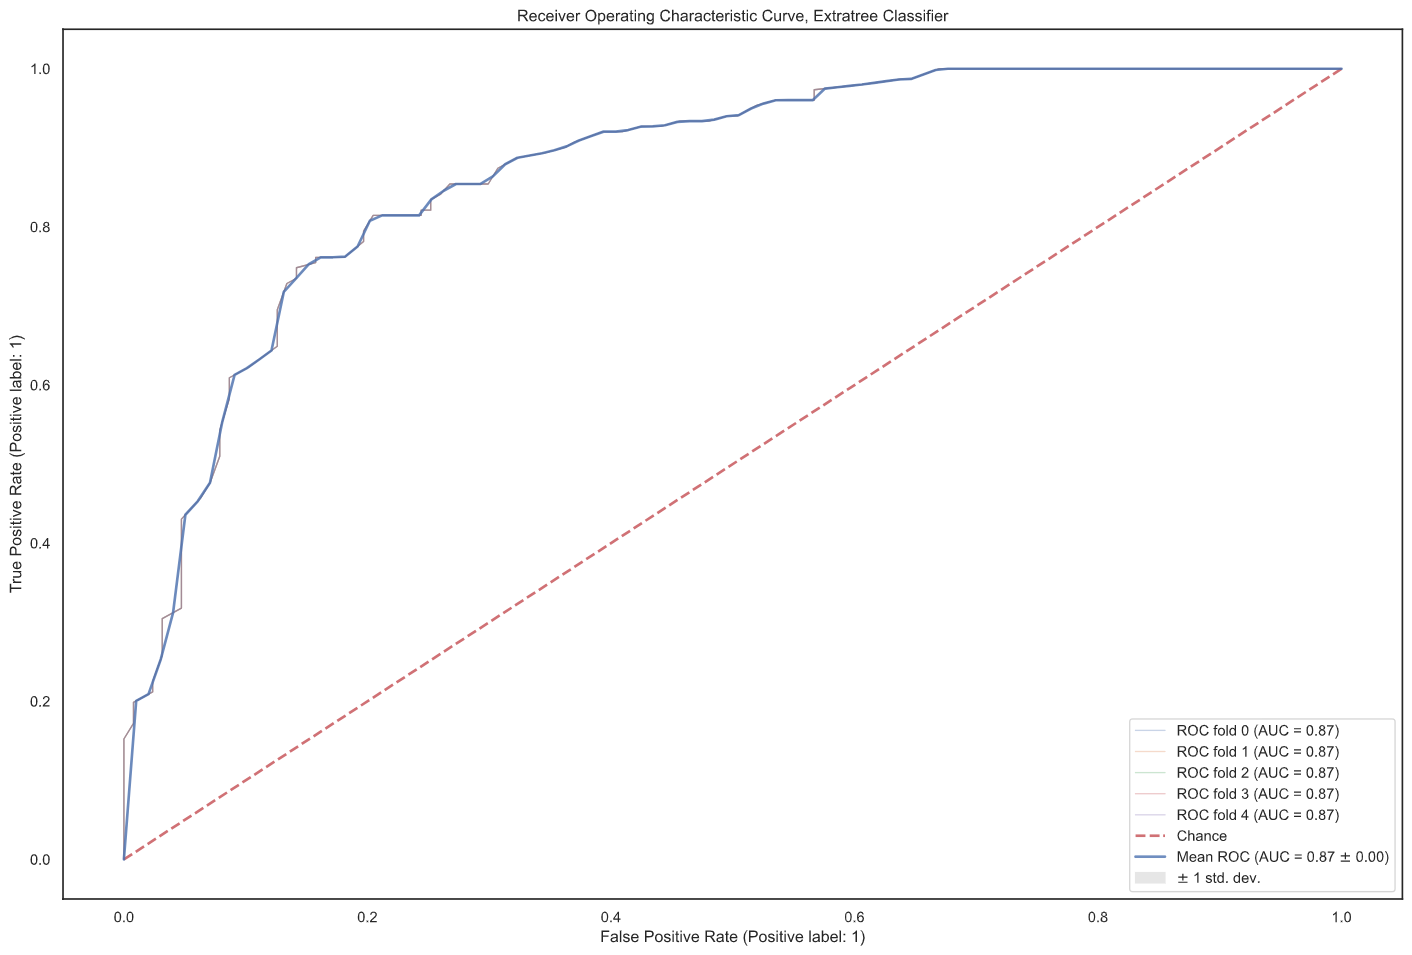 Receiver Operating Characteristic Curve, Extratree Classifier
True Positive Rate (Positive label: 1)
1.0
0.8
0.6
0.4
0.2
0.0
ROC fold 0 (AUC = 0.87)
ROC fold 1 (AUC = 0.87)
ROC fold 2 (AUC = 0.87)
ROC fold 3 (AUC = 0.87)
ROC fold 4 (AUC = 0.87)
Chance
Mean ROC (AUC = 0.87 ± 0.00)
± 1 std. dev.
0.0 0.2 0.4 0.6 0.8 1.0
False Positive Rate (Positive label: 1)